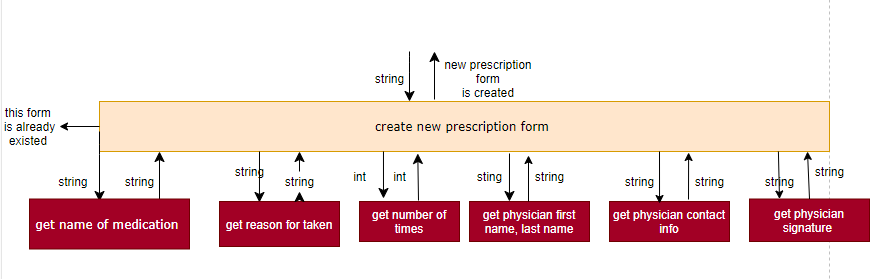 string
new prescription
form
is created
this form
is already
existed
create new prescription form
string
string
string
string
int
int
sting
string
string
string
string
string
get name of medication
get reason for taken
get number of
times
get physician first
name, last name
get physician contact
info
get physician
signature